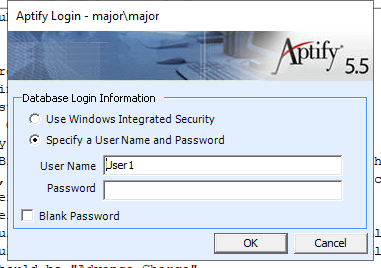 Aptify Login - major\major
Aptify 5.5
Database Login Information
Use Windows Integrated Security
Specify a User Name and Password
User Name User1
Password
Blank Password
OK Cancel